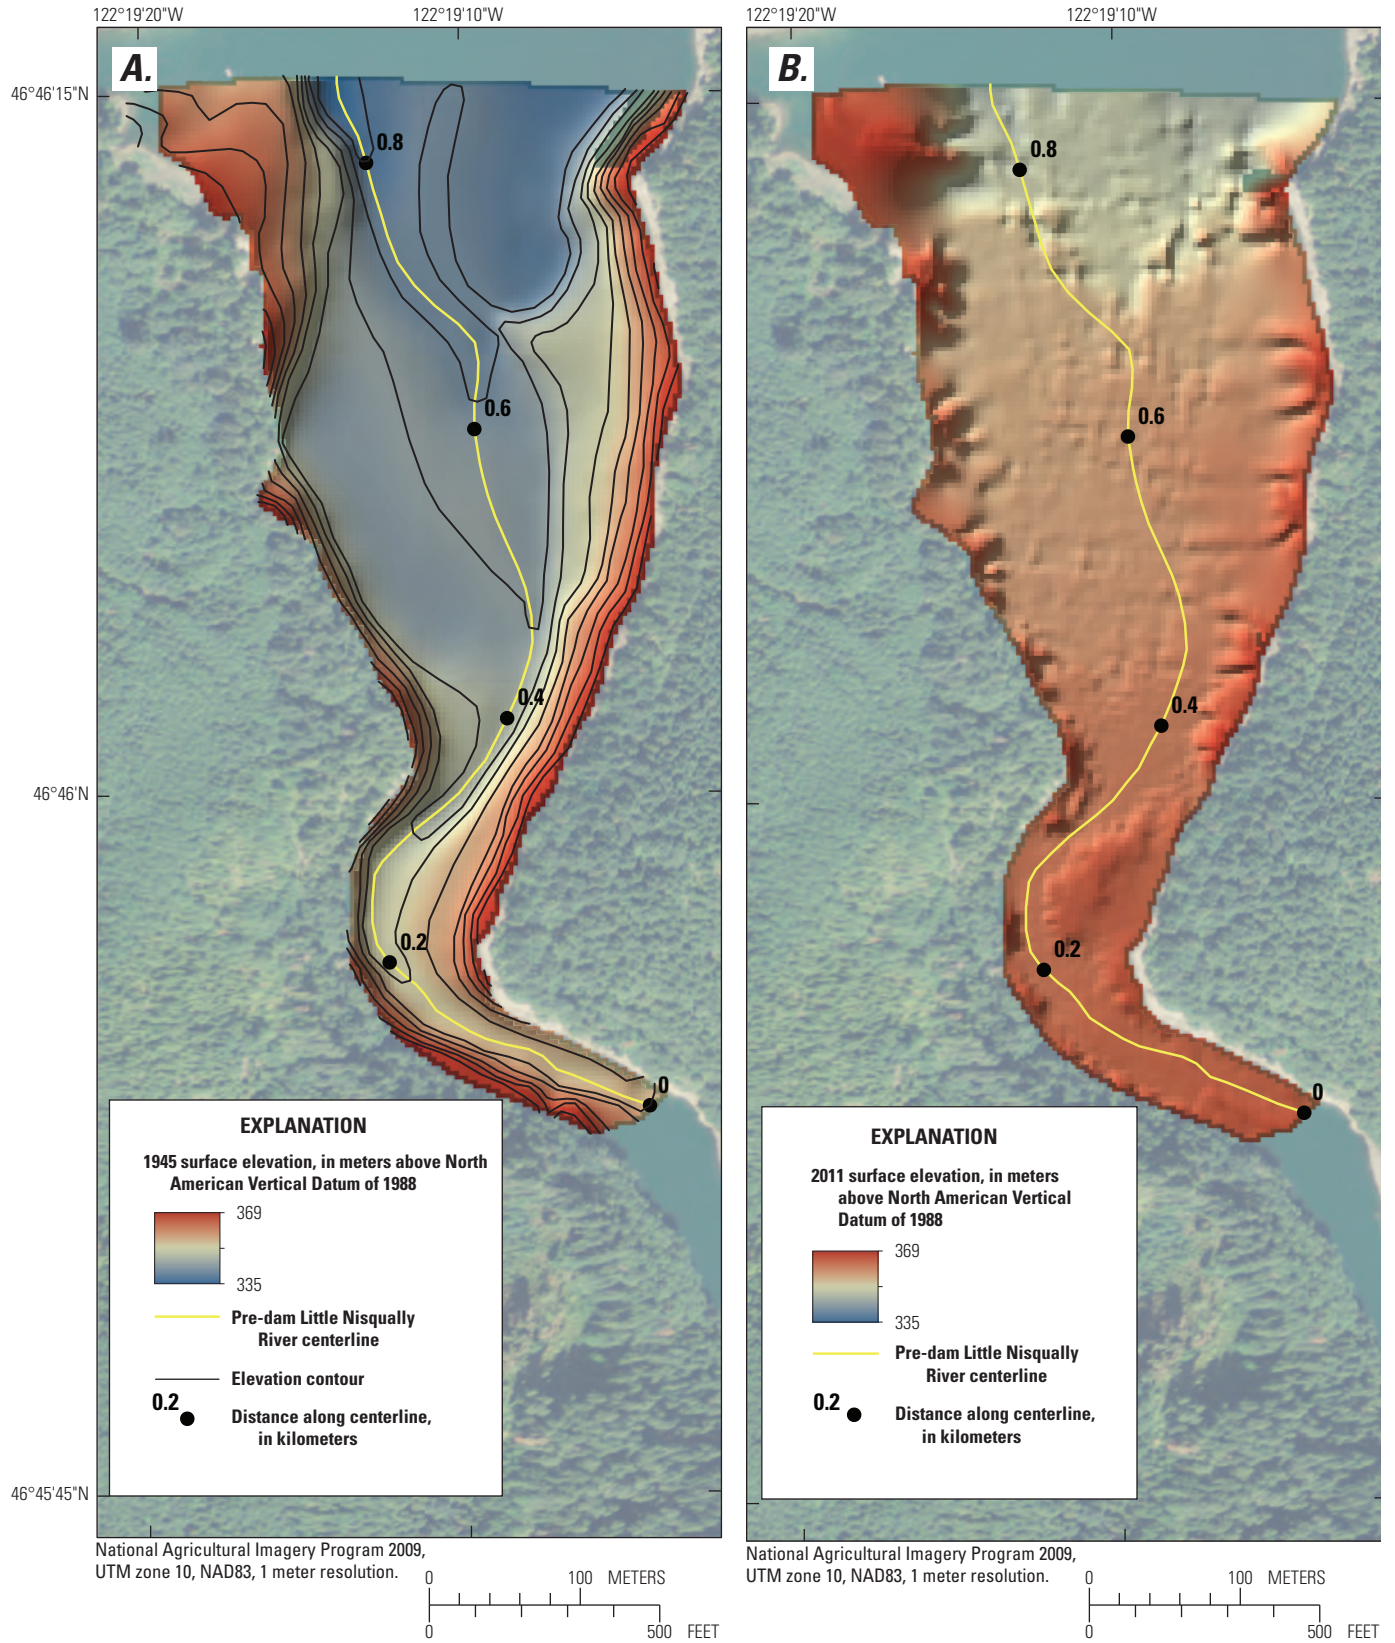 122°19'20"W
122°19'10"W
122°19'20"W
122°19'10"W
46°46'15"N
46°46'N
46°45'45"N
A.
0.8
0.6
0.4
0.2
0
EXPLANATION
1945 surface elevation, in meters above North
American Vertical Datum of 1988
369
335
Pre-dam Little Nisqually
River centerline
Elevation contour
0.2
Distance along centerline,
in kilometers
National Agricultural Imagery Program 2009,
UTM zone 10, NAD83, 1 meter resolution.
0 100 METERS
0 500 FEET
B.
0.8
0.6
0.4
0.2
0
EXPLANATION
2011 surface elevation, in meters
above North American Vertical
Datum of 1988
369
335
Pre-dam Little Nisqually
River centerline
0.2
Distance along centerline,
in kilometers
National Agricultural Imagery Program 2009,
UTM zone 10, NAD83, 1 meter resolution.
0 100 METERS
0 500 FEET